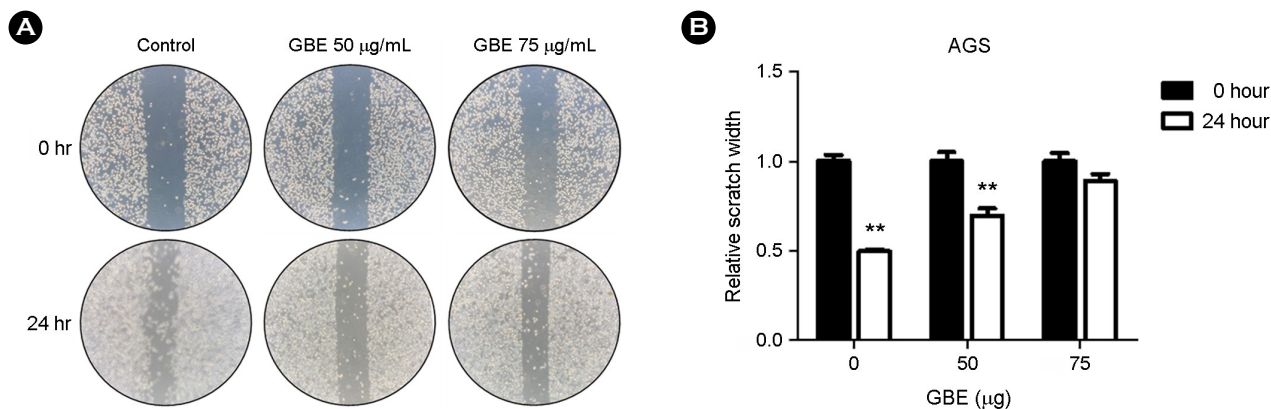 A
Control
GBE 50 µg/mL
GBE 75 µg/mL
0 hr
24 hr
B
AGS
1.5
1.0
0.5
0.0
Relative scratch width
**
**
0
50
75
GBE (µg)
0 hour
24 hour